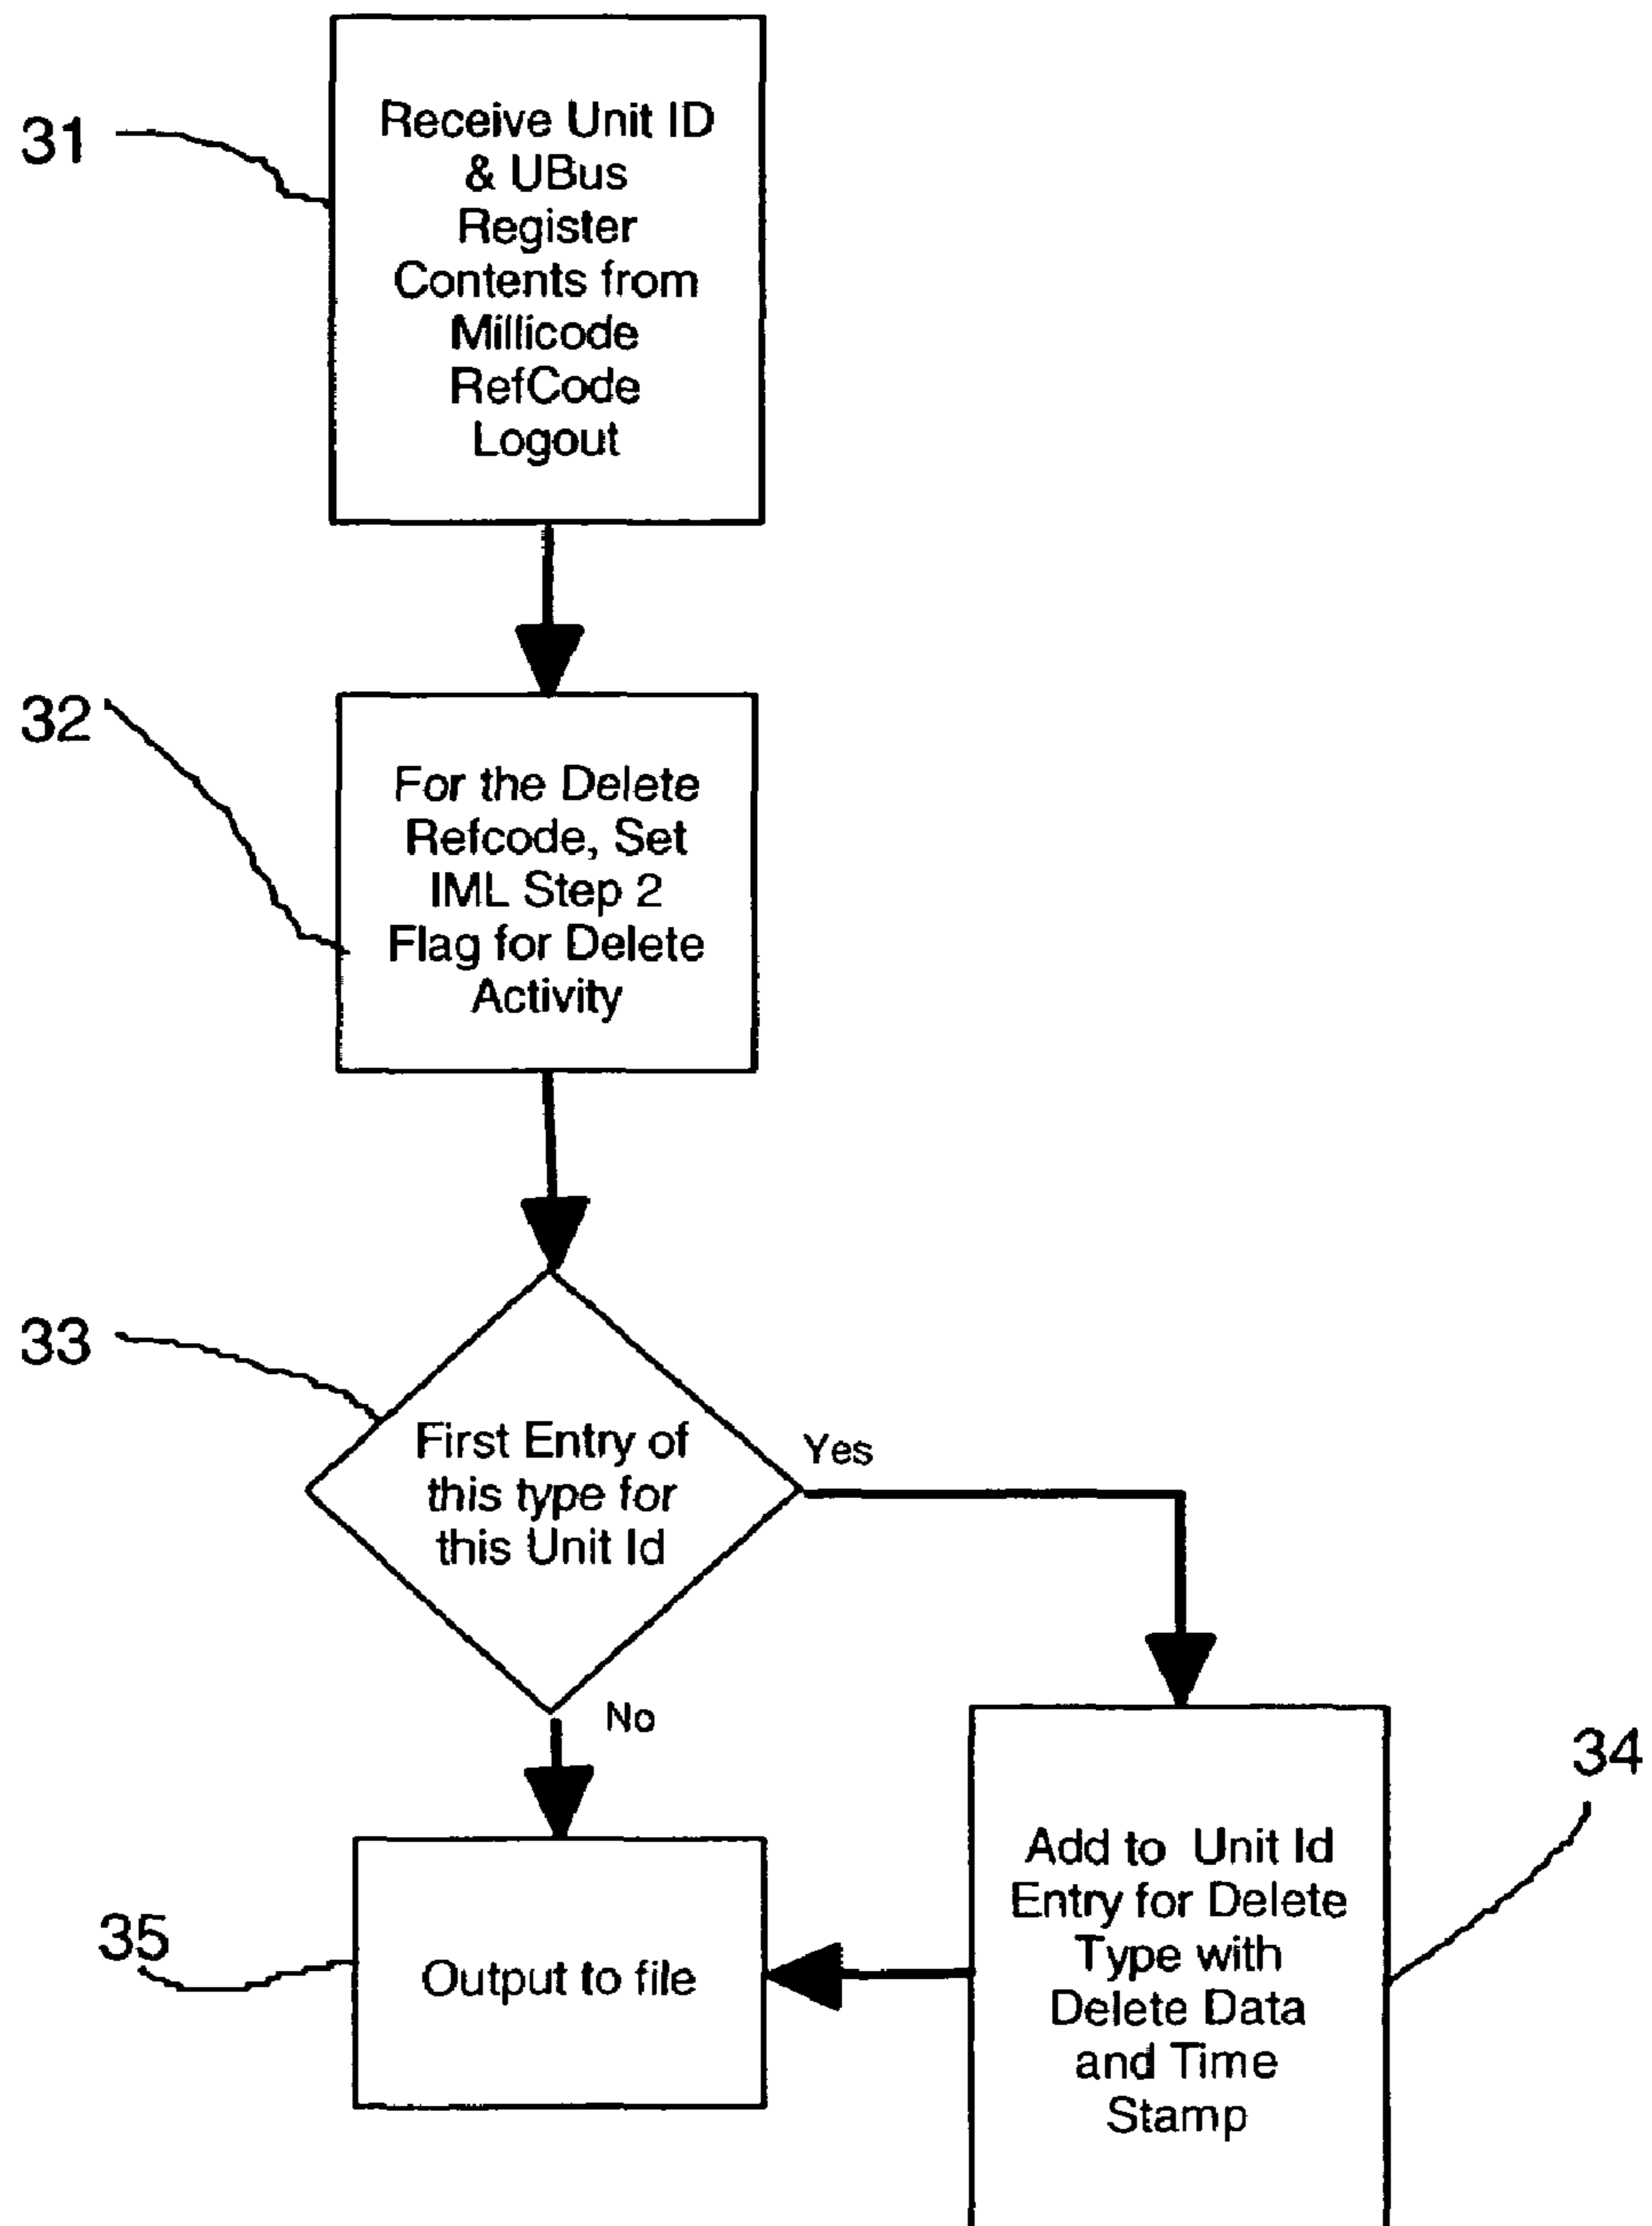 31
Receive Unit ID
& UBus
Register
Contents from
Millicode
RefCode
Logout
32
For the Delete
Refcode, Set
IML Step 2
Flag for Delete
Activity
33
First Entry of
this type for
this Unit Id
Yes
No
34
Add to Unit Id
Entry for Delete
Type with
Delete Data
and Time
Stamp
35
Output to file